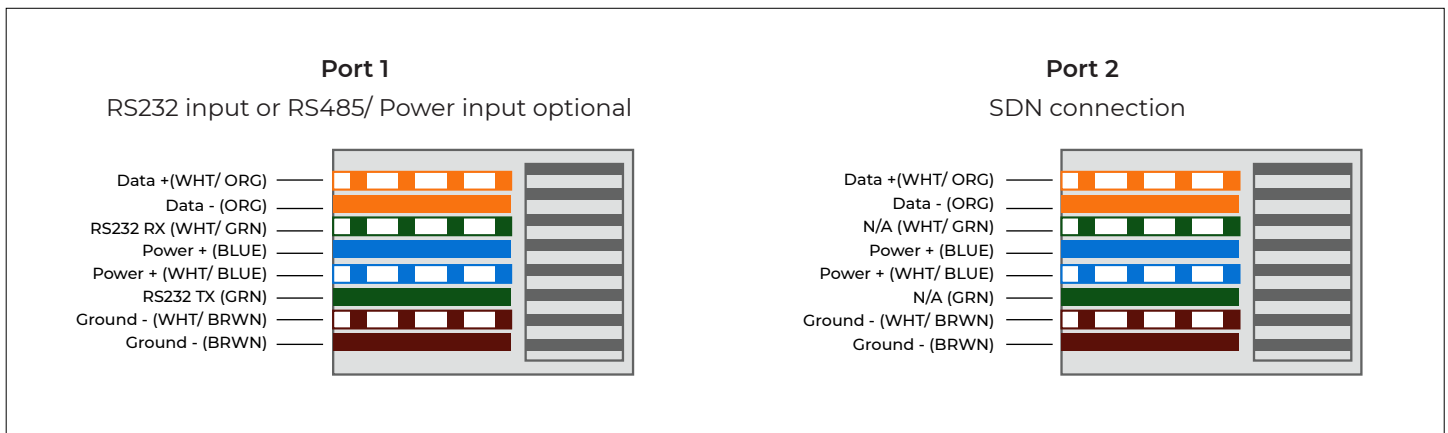 Port 1
RS232 input or RS485/ Power input optional
Data +(WHT/ ORG)
Data - (ORG)
RS232 RX (WHT/ GRN)
Power + (BLUE)
Power + (WHT/ BLUE)
RS232 TX (GRN)
Ground - (WHT/ BRWN)
Ground - (BRWN)
Port 2
SDN connection
Data +(WHT/ ORG)
Data - (ORG)
N/A (WHT/ GRN)
Power + (BLUE)
Power + (WHT/ BLUE)
N/A (GRN)
Ground - (WHT/ BRWN)
Ground - (BRWN)